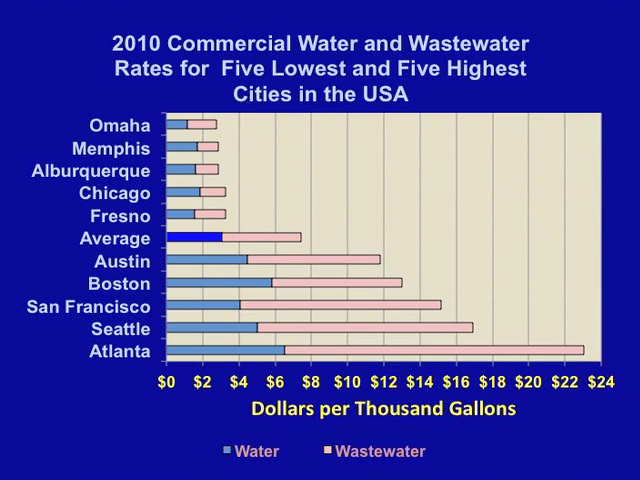 2010 Commercial Water and Wastewater
Rates for  Five Lowest and Five Highest
Cities in the USA
Omaha
Memphis
Alburquerque
Chicago
Fresno
Average
Austin
Boston
San Francisco
Seattle
Atlanta
$0 $2 $4 $6 $8 $10 $12 $14 $16 $18 $20 $22 $24
Dollars per Thousand Gallons
Water Wastewater